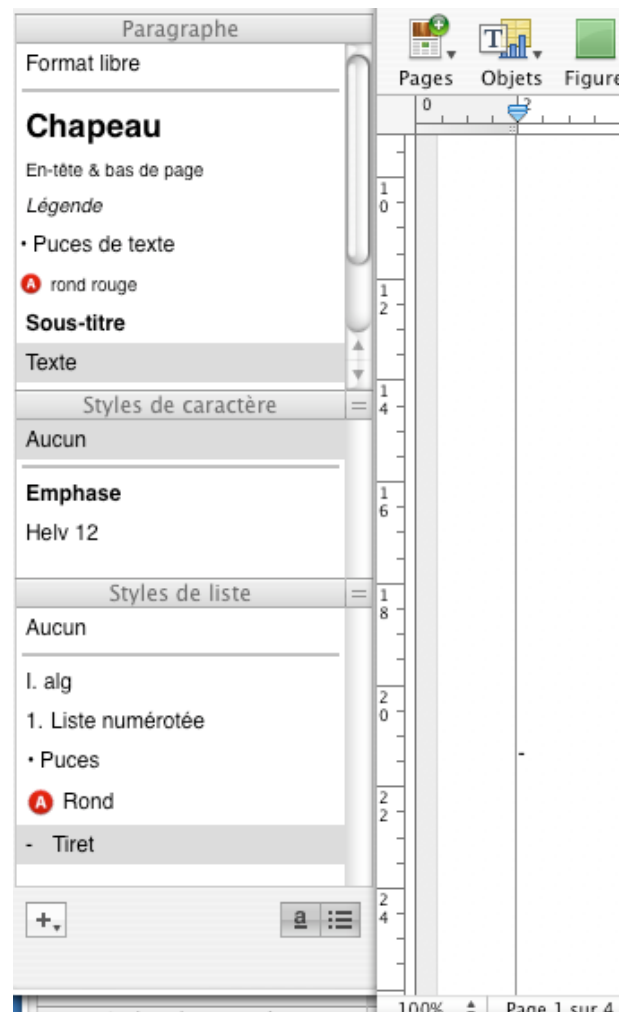 Paragraphe
Format libre
Chapeau
En-tête & bas de page
Légende
• Puces de texte
A rond rouge
Sous-titre
Texte
Styles de caractère
Aucun
Emphase
Helv 12
Styles de liste
Aucun
I. alg
1. Liste numérotée
• Puces
A Rond
- Tiret
a
Pages Objets Figure
0 2
10
12
14
16
18
20
-
22
24
100% Page 1 sur 4